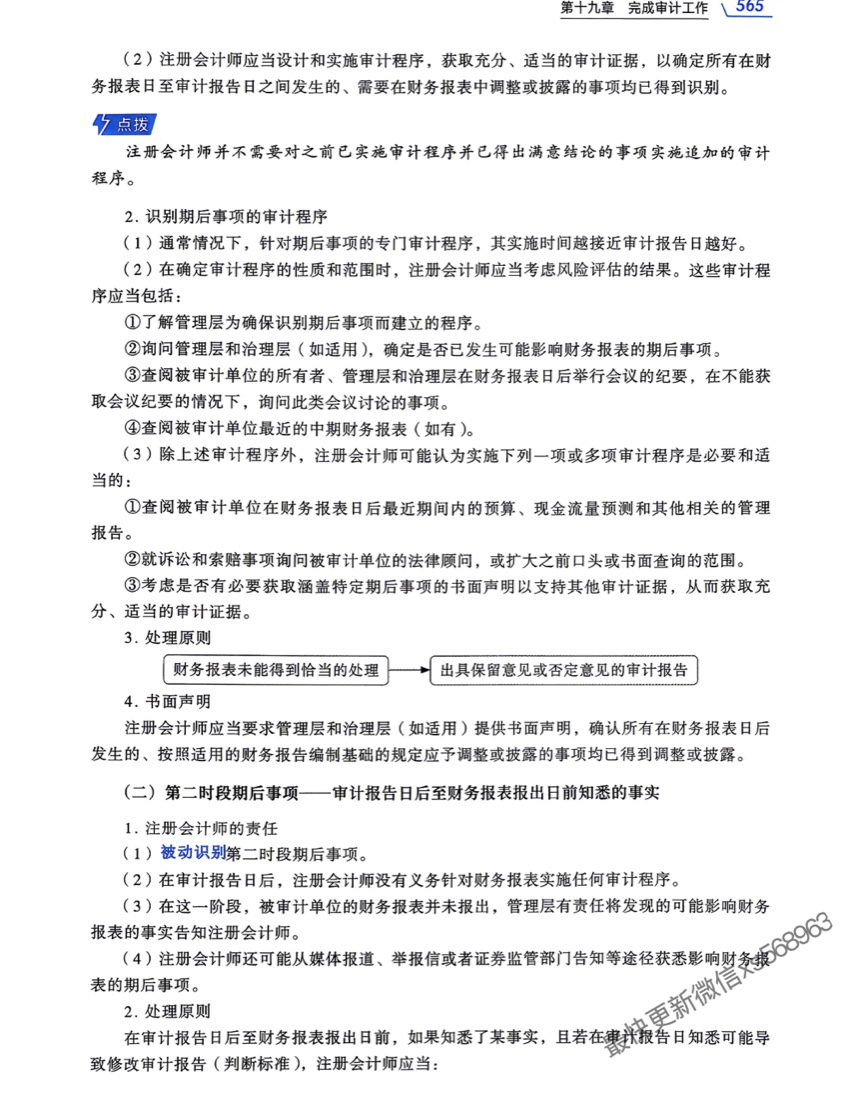 第十九章 完成审计工作 565
（2）注册会计师应当设计和实施审计程序，获取充分、适当的审计证据，以确定所有在财
务报表日至审计报告日之间发生的、需要在财务报表中调整或披露的事项均已得到识别。
点拨
注册会计师并不需要对之前已实施审计程序并已得出满意结论的事项实施追加的审计
程序。
2. 识别期后事项的审计程序
（1）通常情况下，针对期后事项的专门审计程序，其实施时间越接近审计报告日越好。
（2）在确定审计程序的性质和范围时，注册会计师应当考虑风险评估的结果。这些审计程
序应当包括：
①了解管理层为确保识别期后事项而建立的程序。
②询问管理层和治理层（如适用），确定是否已发生可能影响财务报表的期后事项。
③查阅被审计单位的所有者、管理层和治理层在财务报表日后举行会议的纪要，在不能获
取会议纪要的情况下，询问此类会议讨论的事项。
④查阅被审计单位最近的中期财务报表（如有）。
（3）除上述审计程序外，注册会计师可能认为实施下列一项或多项审计程序是必要和适
当的：
①查阅被审计单位在财务报表日后最近期间内的预算、现金流量预测和其他相关的管理
报告。
②就诉讼和索赔事项询问被审计单位的法律顾问，或扩大之前口头或书面查询的范围。
③考虑是否有必要获取涵盖特定期后事项的书面声明以支持其他审计证据，从而获取充
分、适当的审计证据。
3. 处理原则
财务报表未能得到恰当的处理 出具保留意见或否定意见的审计报告
4. 书面声明
注册会计师应当要求管理层和治理层（如适用）提供书面声明，确认所有在财务报表日后
发生的、按照适用的财务报告编制基础的规定应予调整或披露的事项均已得到调整或披露。
（二）第二时段期后事项——审计报告日后至财务报表报出日前知悉的事实
1. 注册会计师的责任
（1）被动识别第二时段期后事项。
（2）在审计报告日后，注册会计师没有义务针对财务报表实施任何审计程序。
（3）在这一阶段，被审计单位的财务报表并未报出，管理层有责任将发现的可能影响财务
报表的事实告知注册会计师。
（4）注册会计师还可能从媒体报道、举报信或者证券监管部门告知等途径获悉影响财务报
表的期后事项。
2. 处理原则
在审计报告日后至财务报表报出日前，如果知悉了某事实，且若在审计报告日知悉可能导
致修改审计报告（判断标准），注册会计师应当：
最快更新微信xs568963